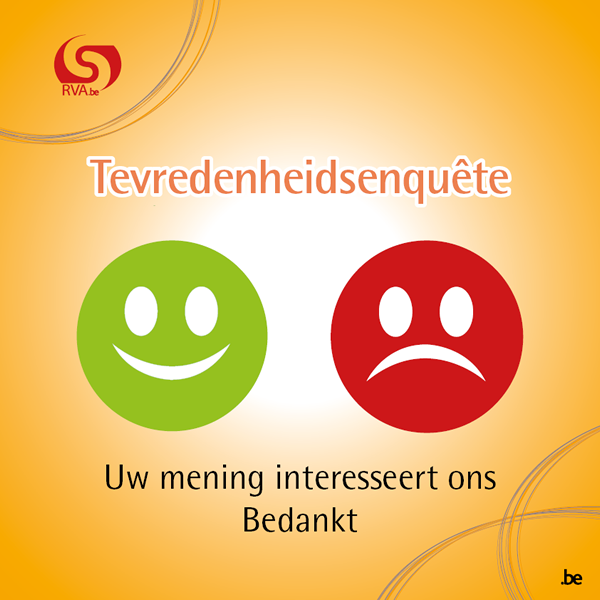 RVA.be
Tevredenheidsenquête
Uw mening interesseert ons
Bedankt
.be